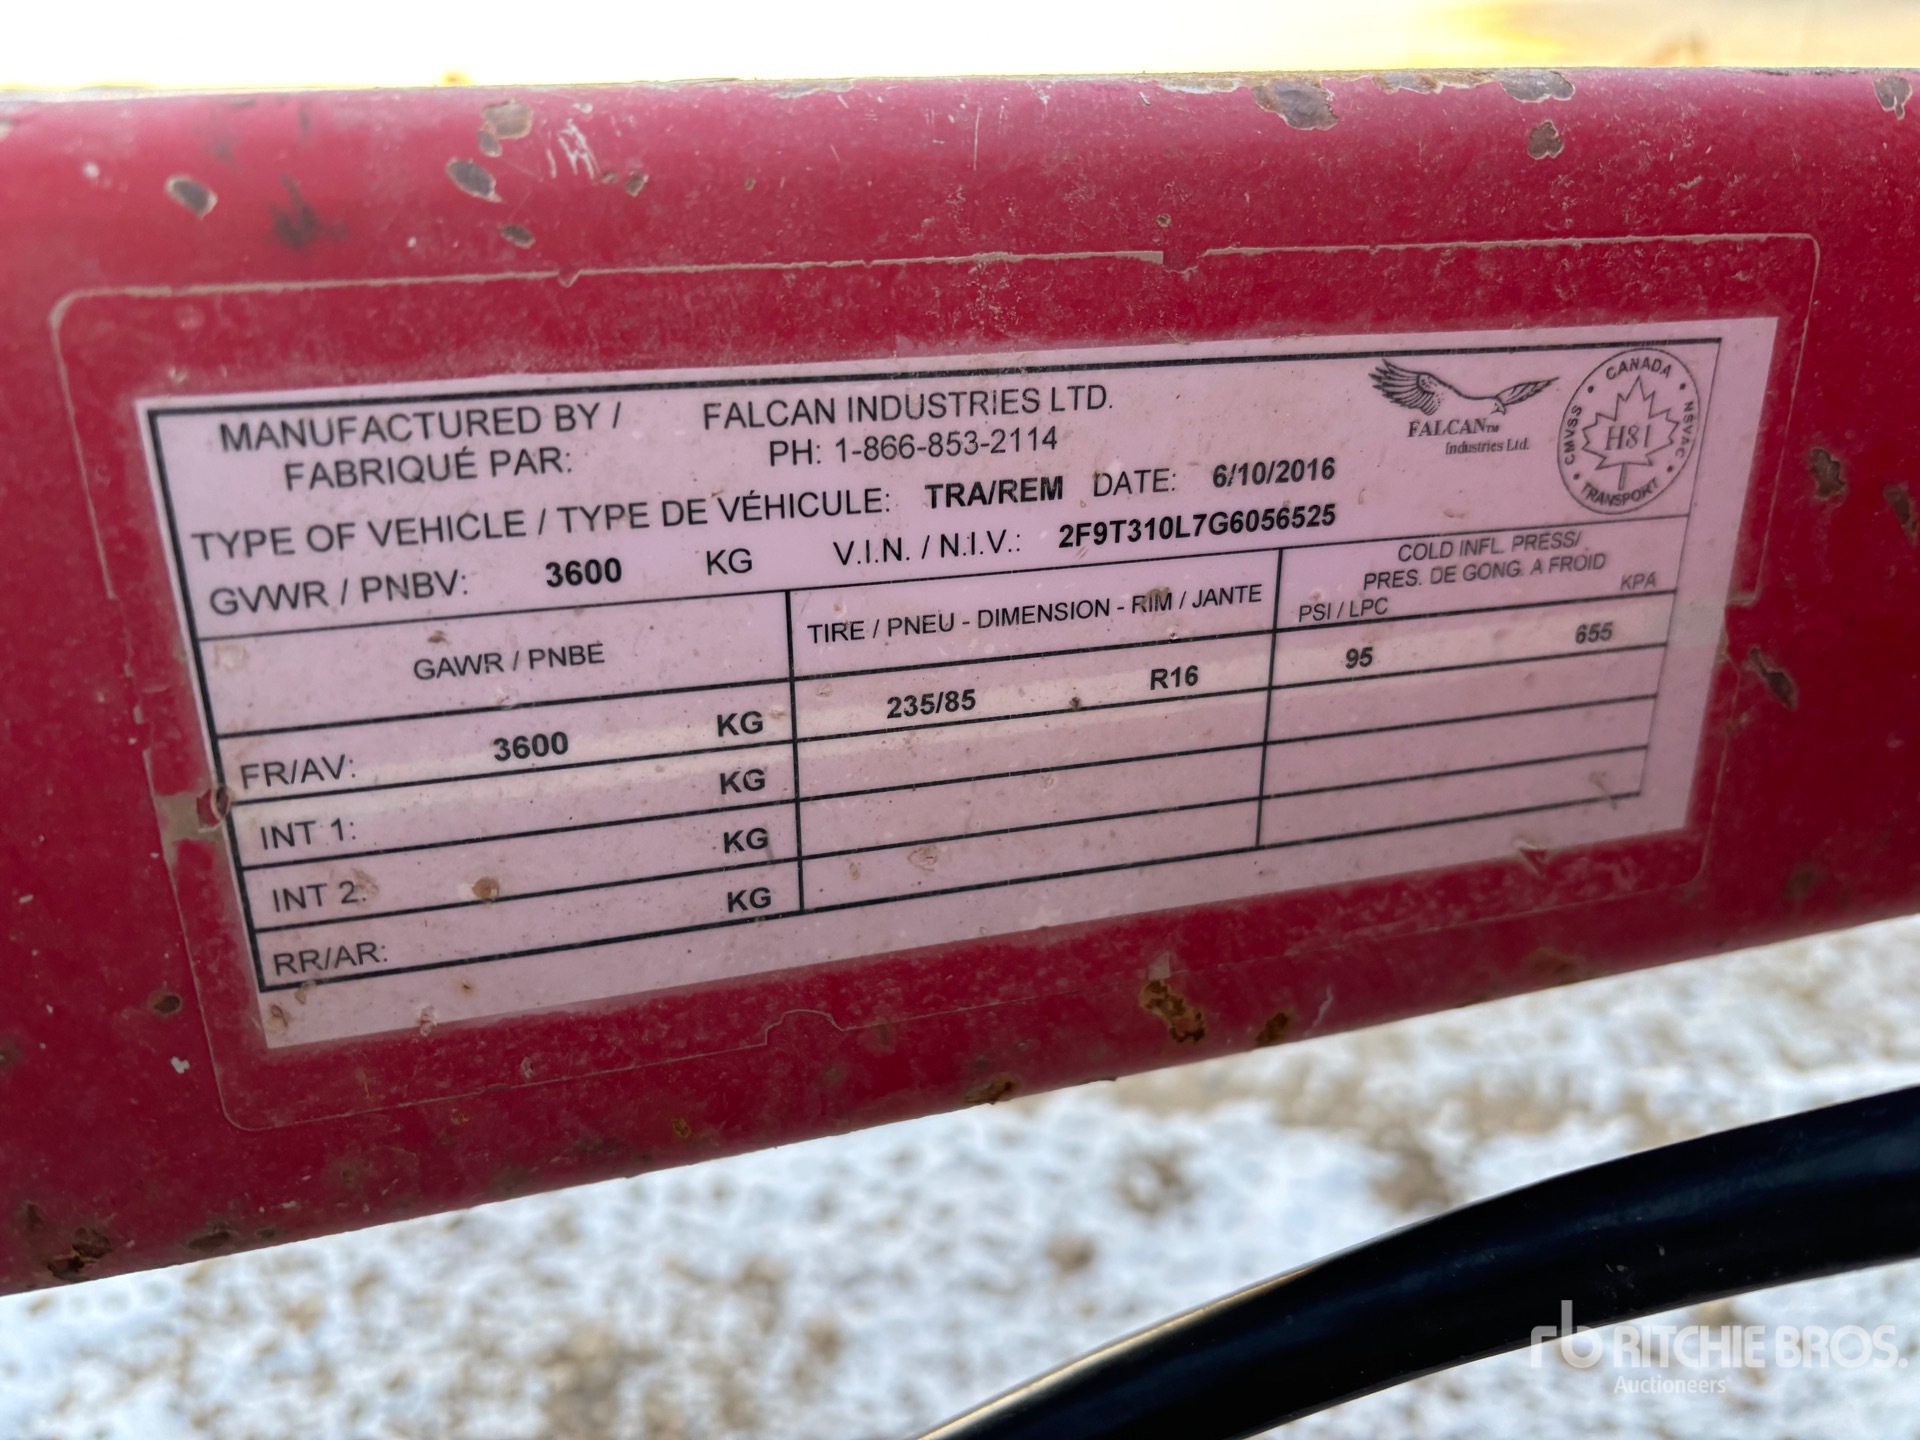 MANUFACTURED BY / FALCAN INDUSTRIES LTD.
FABRIQUÉ PAR: PH: 1-866-853-2114
FALCAN™
Industries Ltd.
CANADA
CMVSS H81 NSVAC
TRANSPORT
TYPE OF VEHICLE / TYPE DE VÉHICULE: TRA/REM DATE: 6/10/2016
GVWR / PNBV: 3600 KG V.I.N. / N.I.V.: 2F9T310L7G6056525
GAWR / PNBE TIRE / PNEU - DIMENSION - RIM / JANTE
COLD INFL. PRESS/
PRES. DE GONG. A FROID
PSI / LPC KPA
FR/AV: 3600 KG 235/85 R16 95 655
INT 1: KG
INT 2: KG
RR/AR: KG
rb RITCHIE BROS.
Auctioneers